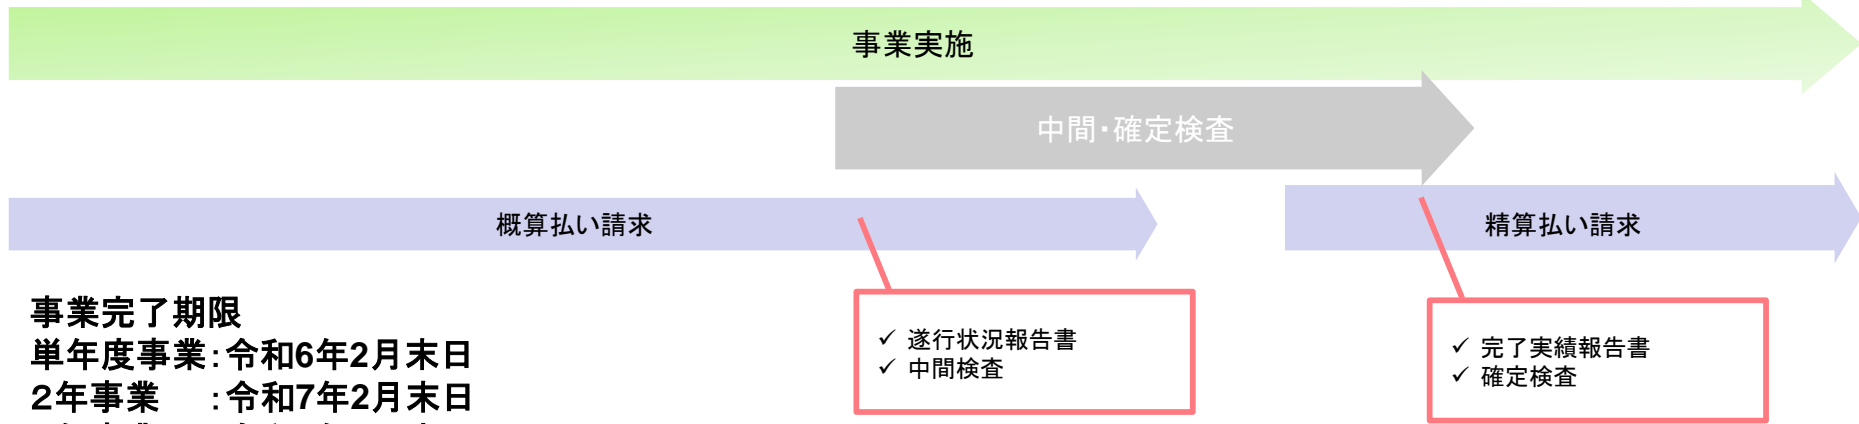 事業実施
中間・確定検査
概算払い請求
精算払い請求
事業完了期限
単年度事業：令和6年2月末日
２年事業　：令和7年2月末日
✓ 遂行状況報告書
✓ 中間検査
✓ 完了実績報告書
✓ 確定検査